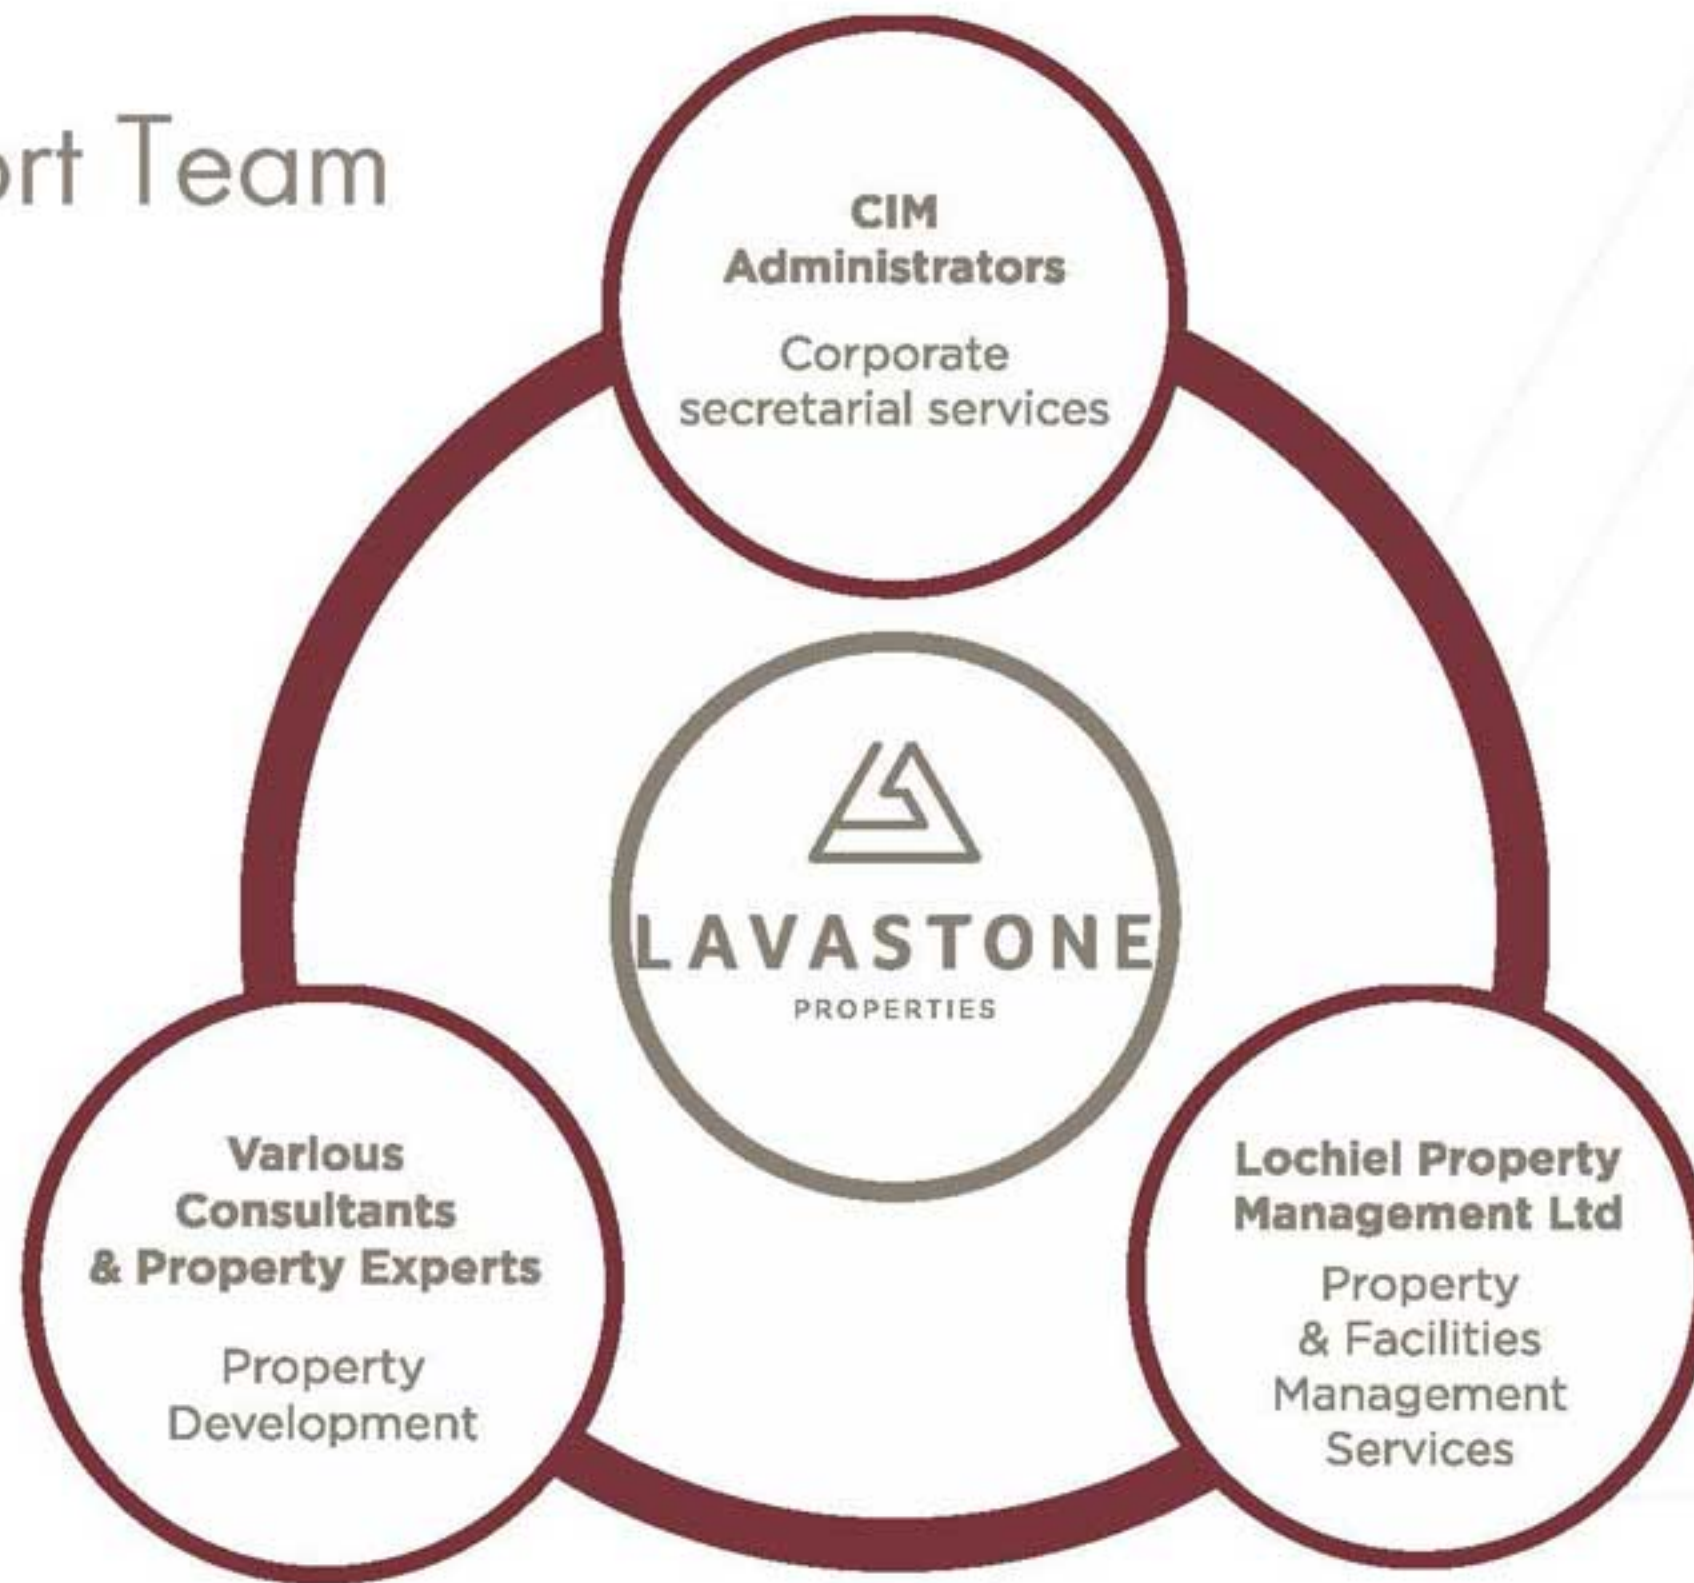 ort Team
CIM
Administrators
Corporate
secretarial services
LAVASTONE
PROPERTIES
Various
Consultants
& Property Experts
Property
Development
Lochiel Property
Management Ltd
Property
& Facilities
Management
Services